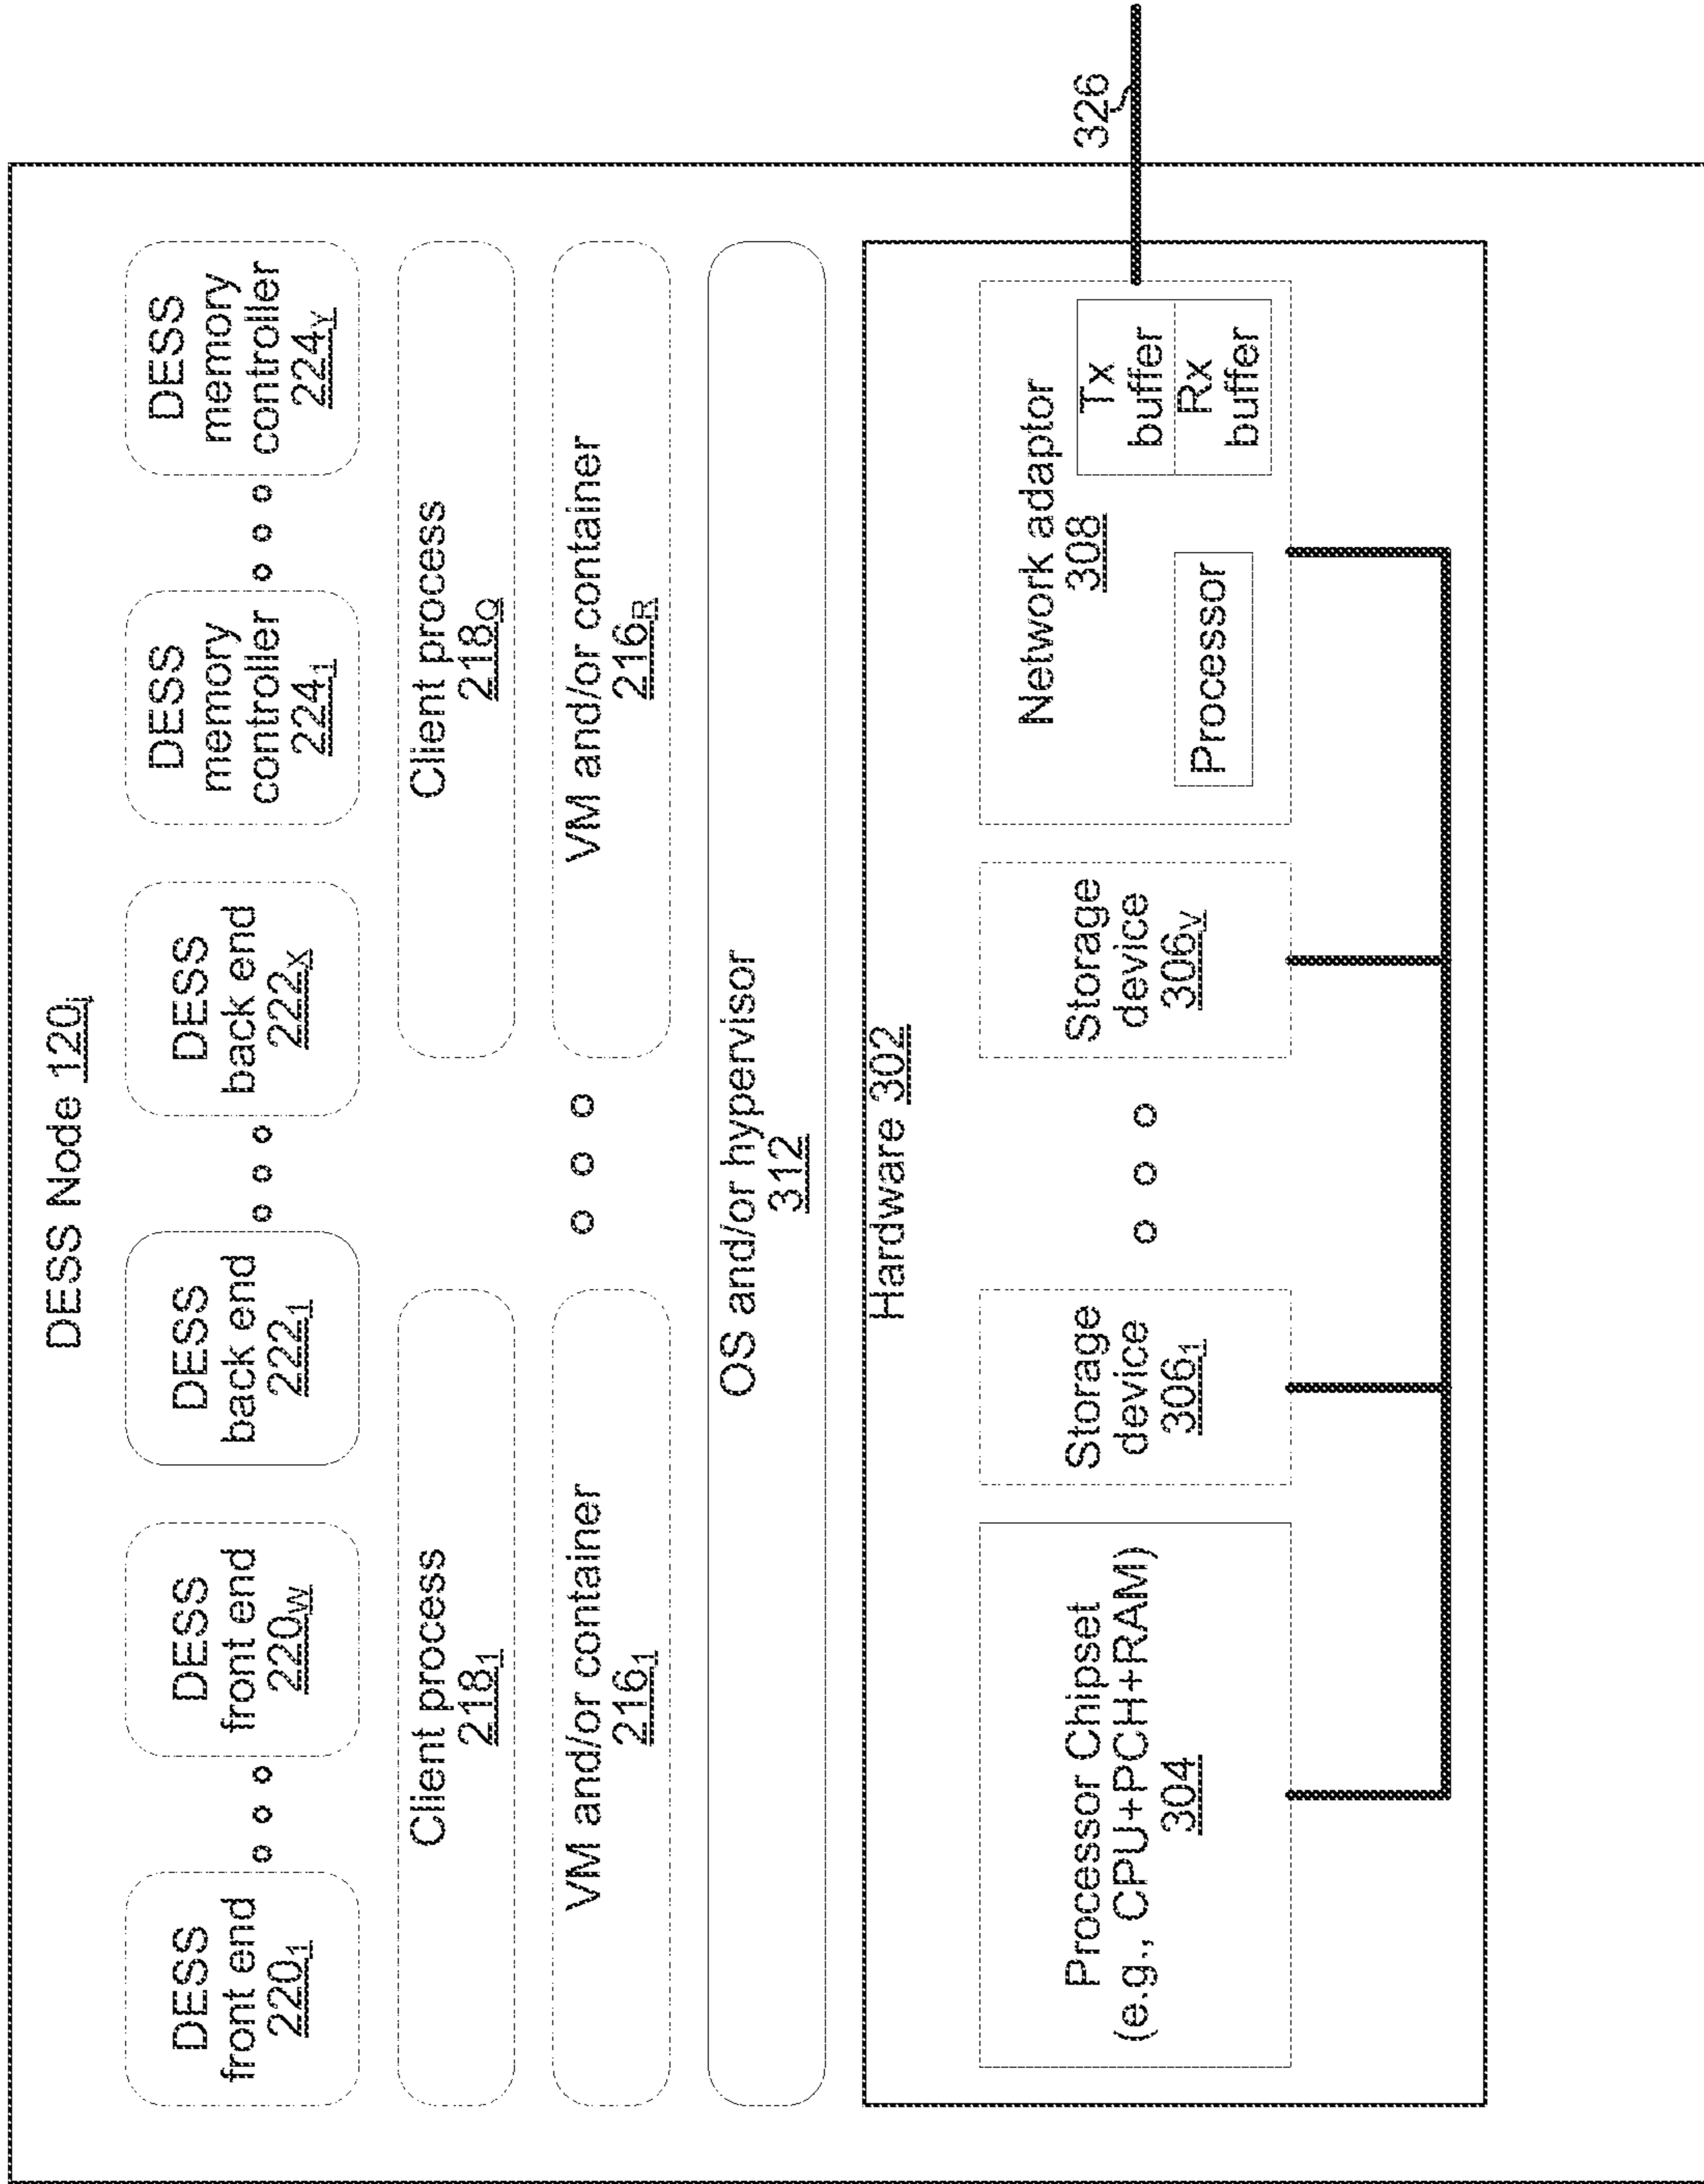 DESS Node 120j
DESS
front end
220₁
DESS
front end
220W
DESS
back end
222₁
DESS
back end
222X
DESS
memory
controller
224₁
DESS
memory
controller
224Y
Client process
218₁
Client process
218Q
VM and/or container
216₁
VM and/or container
216R
OS and/or hypervisor
312
Hardware 302
Processor Chipset
(e.g., CPU+PCH+RAM)
304
Storage
device
306₁
Storage
device
306V
Network adaptor
308
Processor
Tx
buffer
Rx
buffer
326